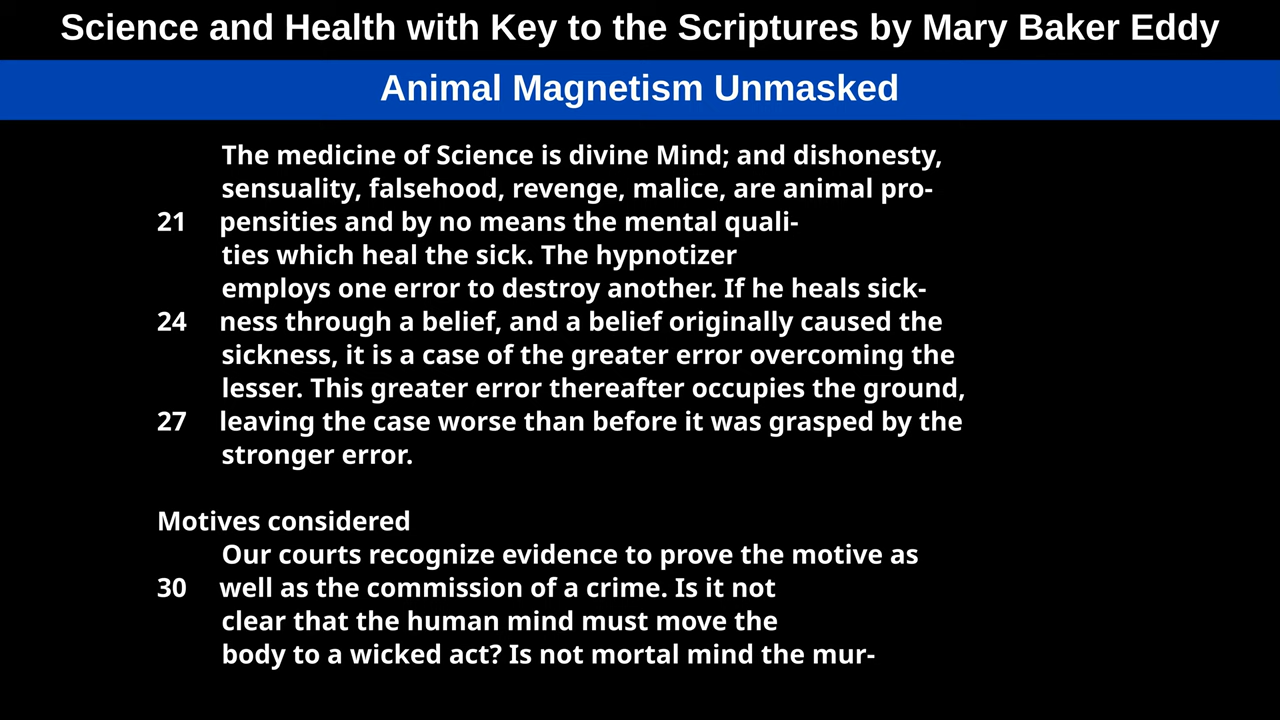 Science and Health with Key to the Scriptures by Mary Baker Eddy
Animal Magnetism Unmasked
The medicine of Science is divine Mind; and dishonesty,
sensuality, falsehood, revenge, malice, are animal pro-
21 pensities and by no means the mental quali-
ties which heal the sick. The hypnotizer
employs one error to destroy another. If he heals sick-
24 ness through a belief, and a belief originally caused the
sickness, it is a case of the greater error overcoming the
lesser. This greater error thereafter occupies the ground,
27 leaving the case worse than before it was grasped by the
stronger error.
Motives considered
Our courts recognize evidence to prove the motive as
30 well as the commission of a crime. Is it not
clear that the human mind must move the
body to a wicked act? Is not mortal mind the mur-